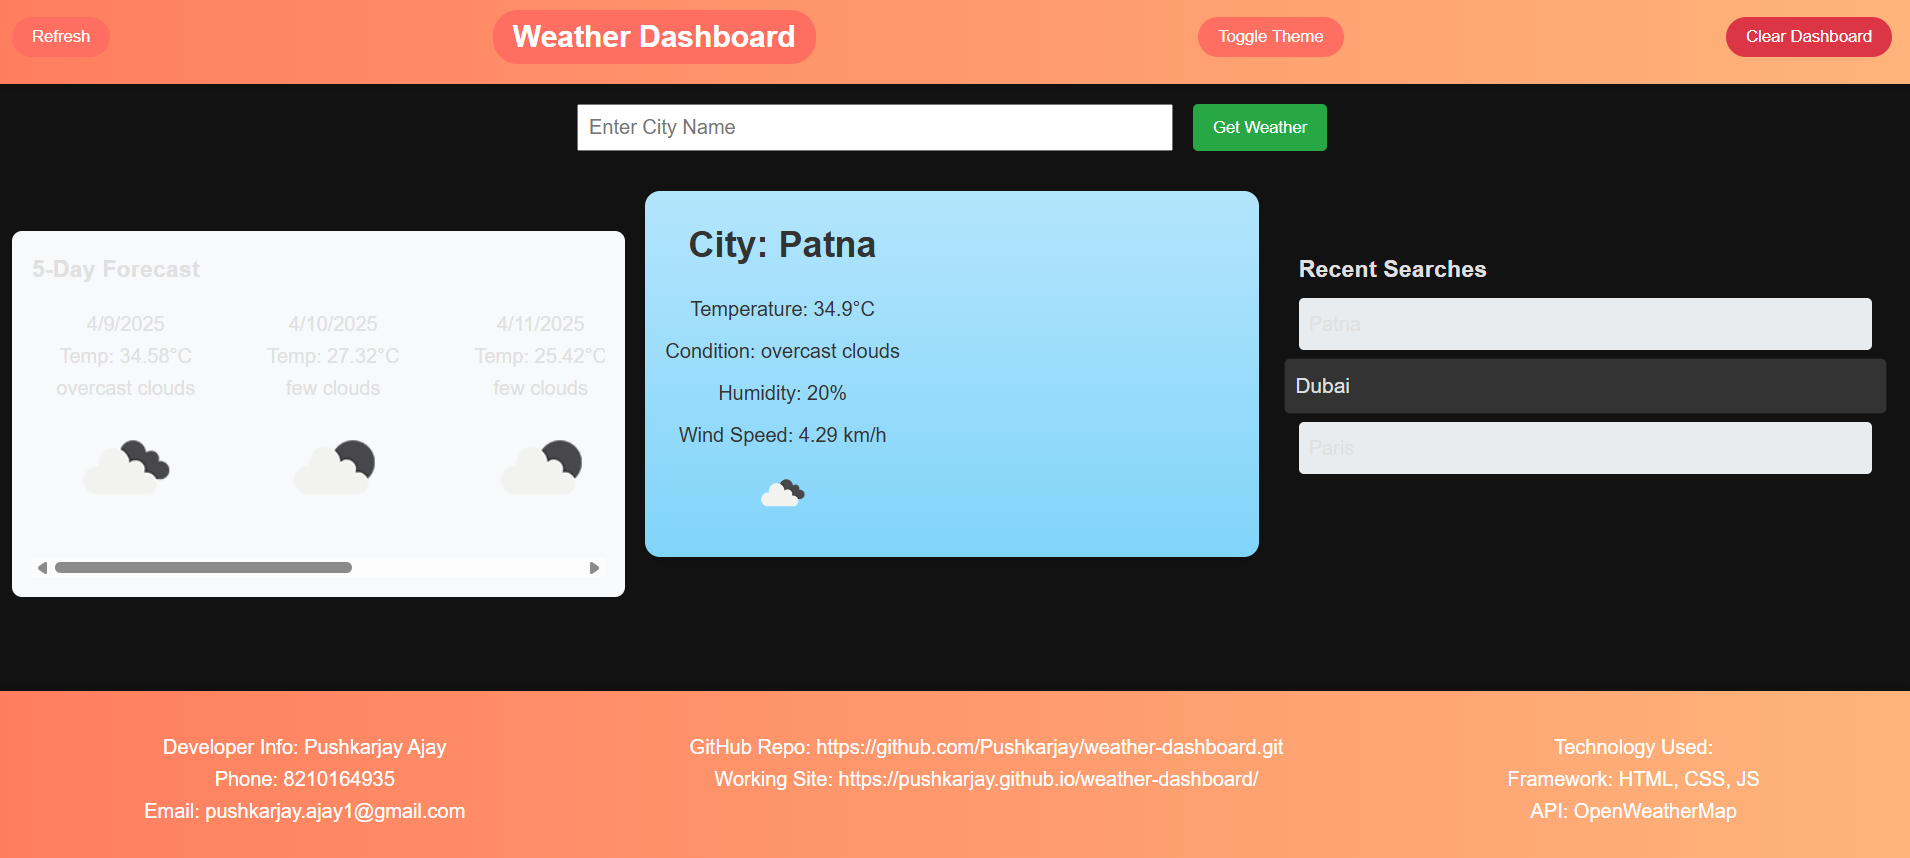 Refresh
Weather Dashboard
Toggle Theme
Clear Dashboard
Enter City Name
Get Weather
5-Day Forecast
4/9/2025
Temp: 34.58°C
overcast clouds
4/10/2025
Temp: 27.32°C
few clouds
4/11/2025
Temp: 25.42°C
few clouds
City: Patna
Temperature: 34.9°C
Condition: overcast clouds
Humidity: 20%
Wind Speed: 4.29 km/h
Recent Searches
Patna
Dubai
Paris
Developer Info: Pushkarjay Ajay
Phone: 8210164935
Email: pushkarjay.ajay1@gmail.com
GitHub Repo: https://github.com/Pushkarjay/weather-dashboard.git
Working Site: https://pushkarjay.github.io/weather-dashboard/
Technology Used:
Framework: HTML, CSS, JS
API: OpenWeatherMap